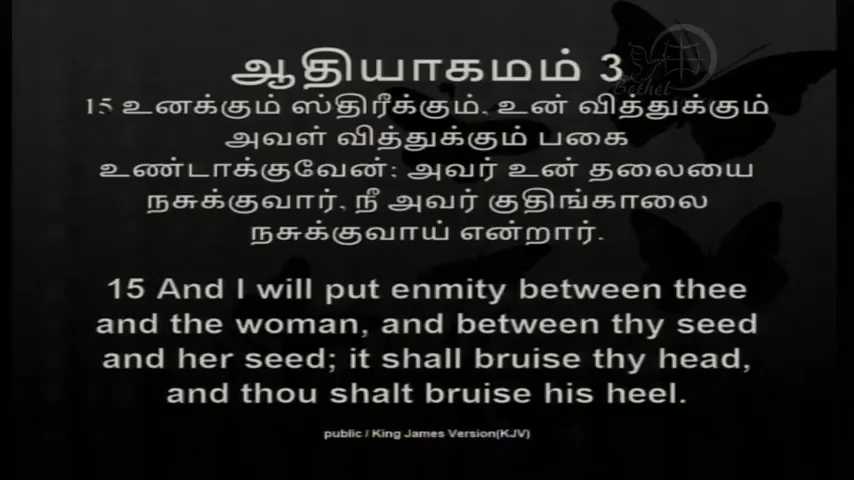 ஆதியாகமம் 3
Bethel
15 உனக்கும் ஸ்திரீக்கும், உன் வித்துக்கும்
அவள் வித்துக்கும் பகை
உண்டாக்குவேன்; அவர் உன் தலையை
நசுக்குவார், நீ அவர் குதிங்காலை
நசுக்குவாய் என்றார்.
15 And I will put enmity between thee
and the woman, and between thy seed
and her seed; it shall bruise thy head,
and thou shalt bruise his heel.
public / King James Version(KJV)